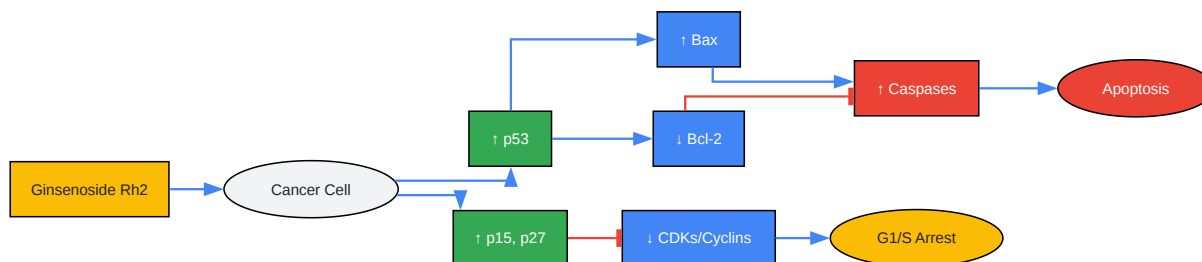 ↑ Bax
↑ Caspases
Apoptosis
↑ p53
↓ Bcl-2
Ginsenoside Rh2
Cancer Cell
↑ p15, p27
↓ CDKs/Cyclins
G1/S Arrest